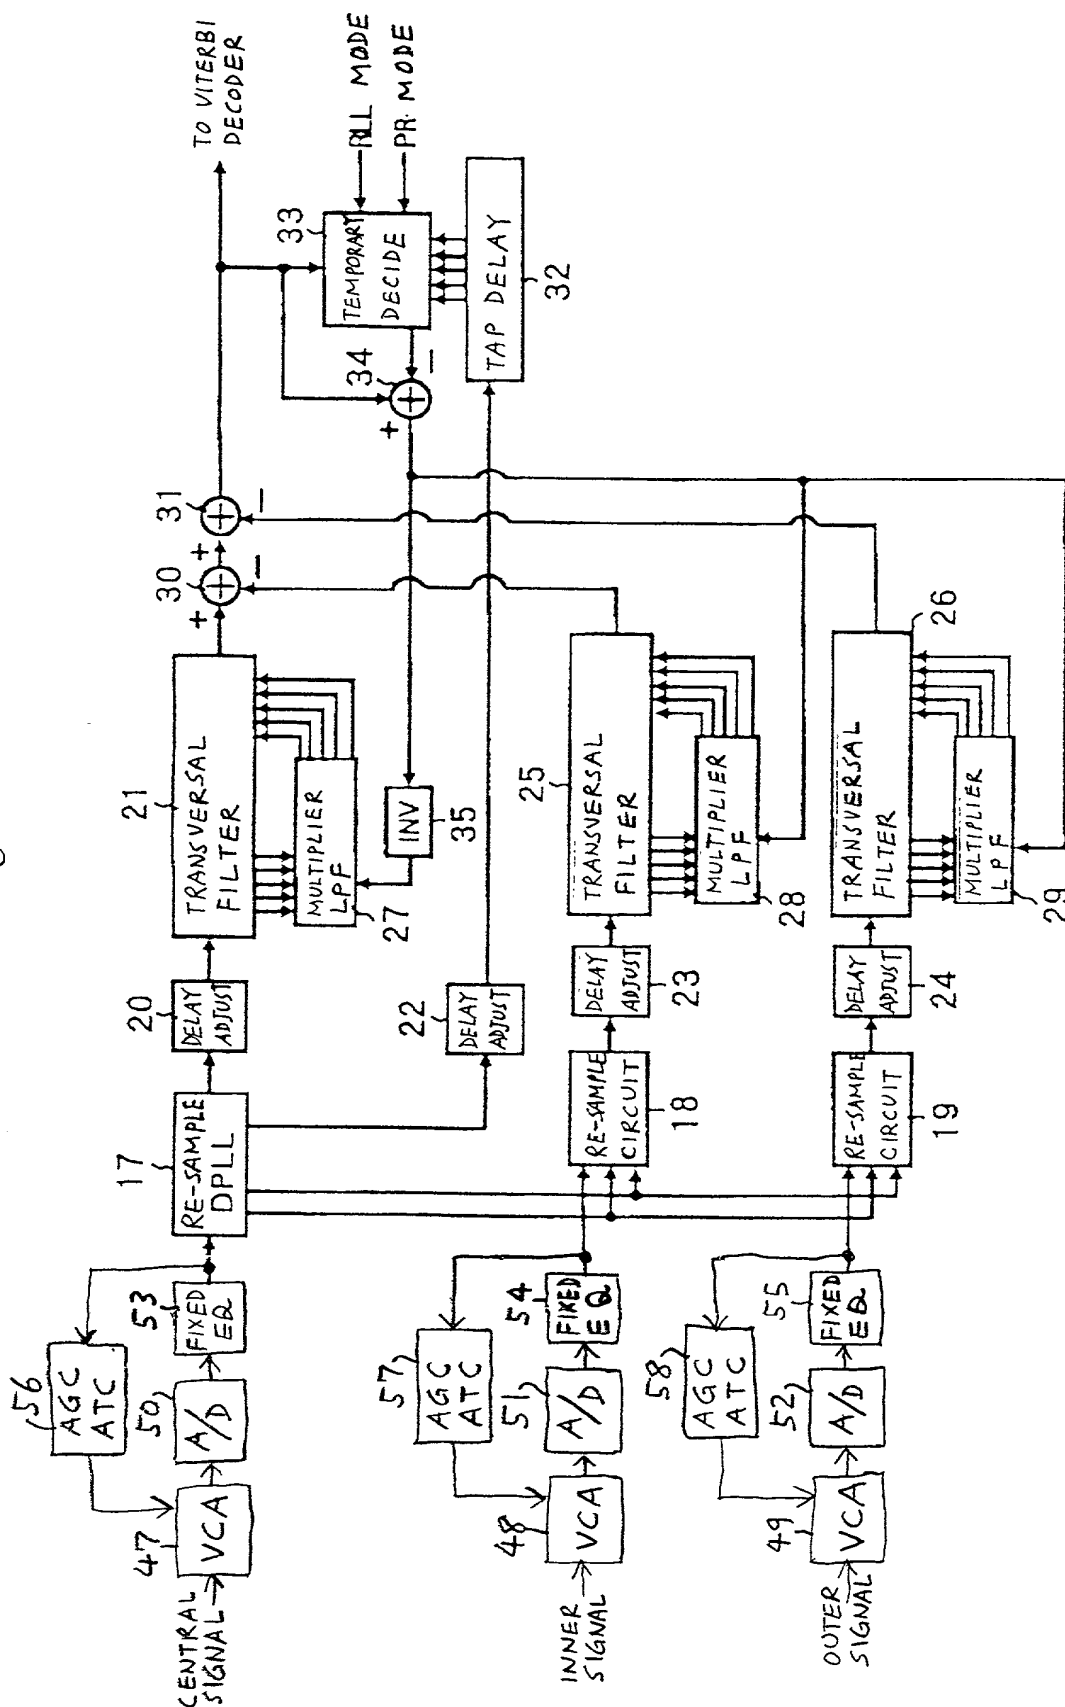 CENTRAL
SIGNAL
47
VCA
56
AGC
ATC
50
A/D
53
FIXED
EQ
17
RE-SAMPLE
DPLL
20
DELAY
ADJUST
21
TRANSVERSAL
FILTER
MULTIPLIER
LPF
27
INV
35
30
+
−
31
+
−
TO VITERBI
DECODER
33
TEMPORARY
DECIDE
RLL MODE
PR. MODE
34
+
−
22
DELAY
ADJUST
TAP DELAY
32
INNER
SIGNAL
48
VCA
57
AGC
ATC
51
A/D
54
FIXED
EQ
RE-SAMPLE
CIRCUIT
18
DELAY
ADJUST
23
25
TRANSVERSAL
FILTER
MULTIPLIER
LPF
28
OUTER
SIGNAL
49
VCA
58
AGC
ATC
52
A/D
55
FIXED
EQ
RE-SAMPLE
CIRCUIT
19
DELAY
ADJUST
24
26
TRANSVERSAL
FILTER
MULTIPLIER
LPF
29